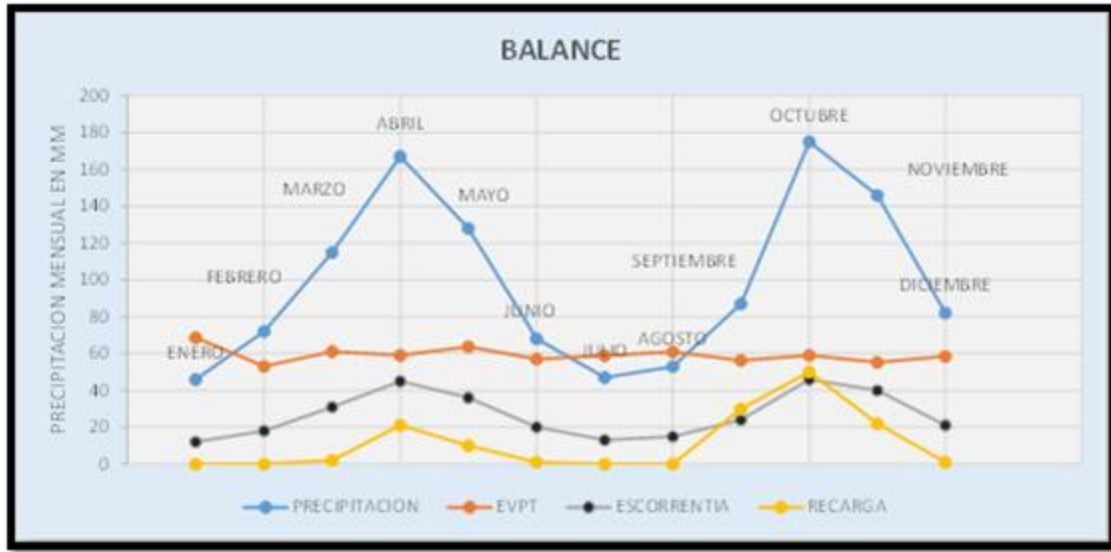 BALANCE
PRECIPITACION MENSUAL EN MM
200
180
160
140
120
100
80
60
40
20
0
ENERO
FEBRERO
MARZO
ABRIL
MAYO
JUNIO
JULIO
AGOSTO
SEPTIEMBRE
OCTUBRE
NOVIEMBRE
DICIEMBRE
PRECIPITACION EVPT ESCORRENTIA RECARGA